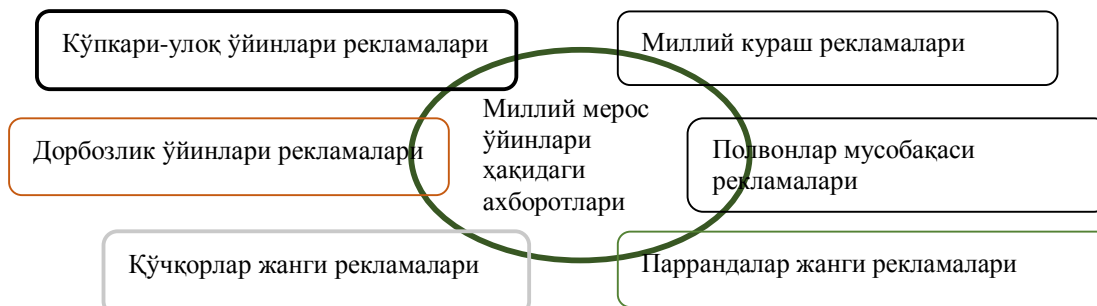 Кўпкари-улоқ ўйинлари рекламалари
Миллий кураш рекламалари
Миллий мерос
ўйинлари
ҳақидаги
ахборотлари
Дорбозлик ўйинлари рекламалари
Полвонлар мусобақаси
рекламалари
Қўчқорлар жанги рекламалари
Паррандалар жанги рекламалари